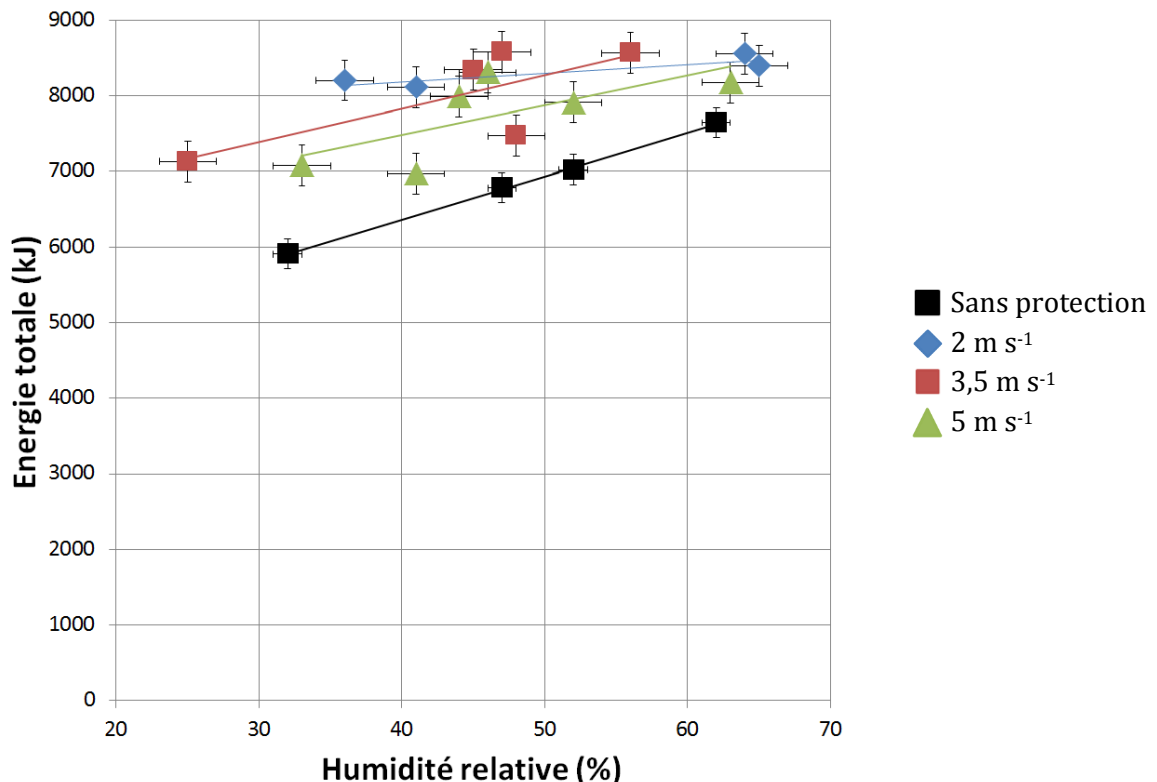 9000
8000
7000
6000
5000
4000
3000
2000
1000
0
Energie totale (kJ)
20 30 40 50 60 70
Humidité relative (%)
Sans protection
2 m s⁻¹
3,5 m s⁻¹
5 m s⁻¹